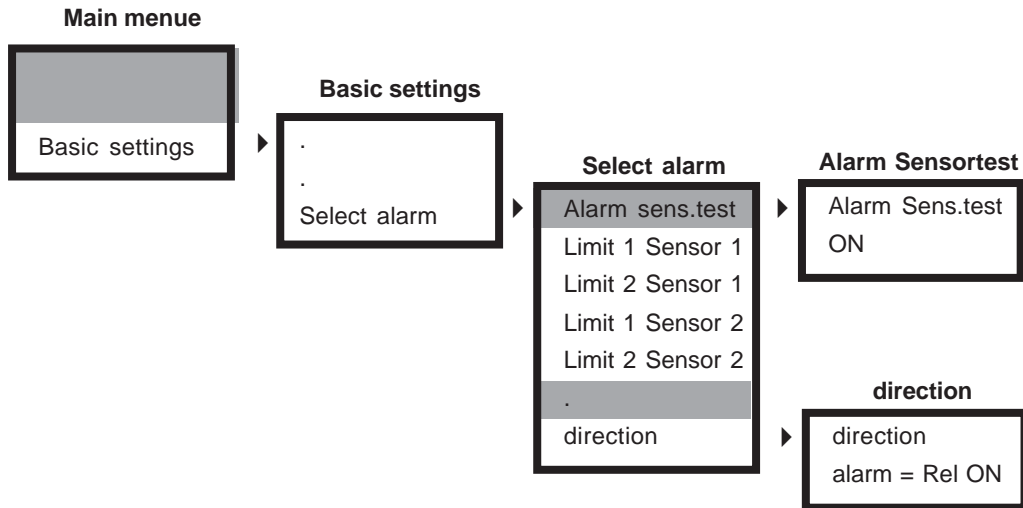 Main menue
Basic settings
Basic settings
.
.
Select alarm
Select alarm
Alarm sens.test
Limit 1 Sensor 1
Limit 2 Sensor 1
Limit 1 Sensor 2
Limit 2 Sensor 2
.
direction
Alarm Sensortest
Alarm Sens.test
ON
direction
direction
alarm = Rel ON